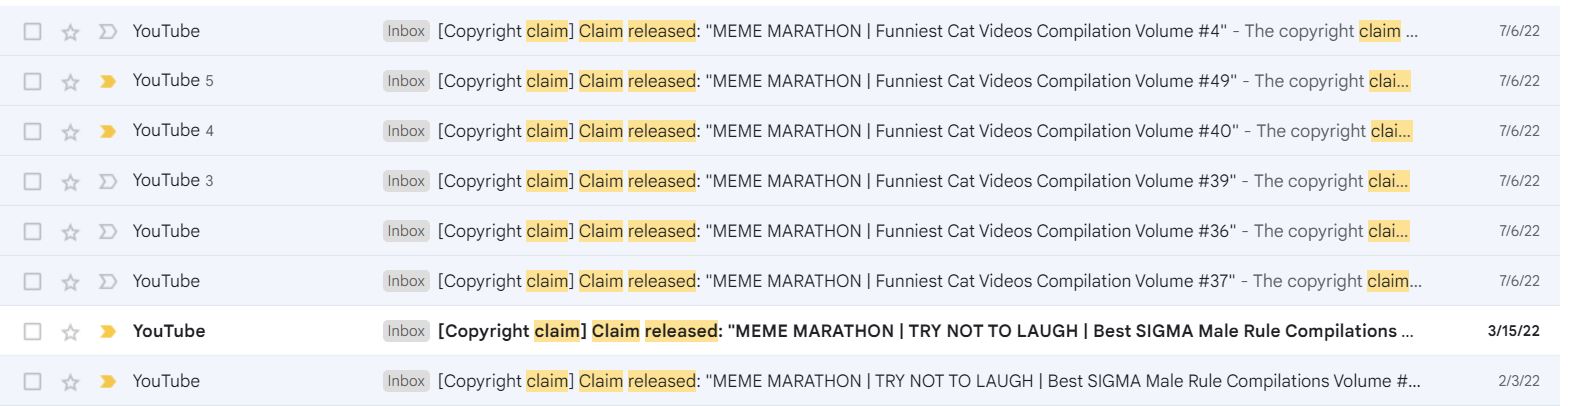 YouTube Inbox [Copyright claim] Claim released: "MEME MARATHON | Funniest Cat Videos Compilation Volume #4" - The copyright claim ... 7/6/22
YouTube 5 Inbox [Copyright claim] Claim released: "MEME MARATHON | Funniest Cat Videos Compilation Volume #49" - The copyright clai... 7/6/22
YouTube 4 Inbox [Copyright claim] Claim released: "MEME MARATHON | Funniest Cat Videos Compilation Volume #40" - The copyright clai... 7/6/22
YouTube 3 Inbox [Copyright claim] Claim released: "MEME MARATHON | Funniest Cat Videos Compilation Volume #39" - The copyright clai... 7/6/22
YouTube Inbox [Copyright claim] Claim released: "MEME MARATHON | Funniest Cat Videos Compilation Volume #36" - The copyright clai... 7/6/22
YouTube Inbox [Copyright claim] Claim released: "MEME MARATHON | Funniest Cat Videos Compilation Volume #37" - The copyright claim... 7/6/22
YouTube Inbox [Copyright claim] Claim released: "MEME MARATHON | TRY NOT TO LAUGH | Best SIGMA Male Rule Compilations ... 3/15/22
YouTube Inbox [Copyright claim] Claim released: "MEME MARATHON | TRY NOT TO LAUGH | Best SIGMA Male Rule Compilations Volume #... 2/3/22